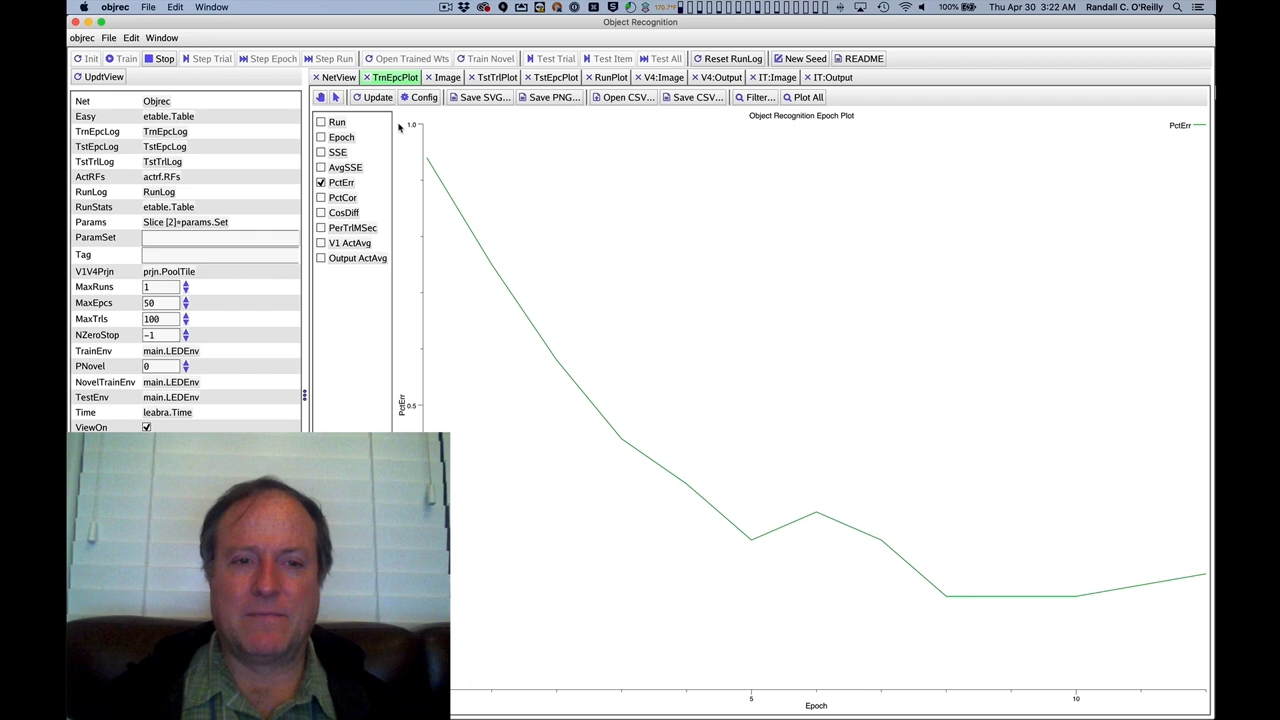 objrec File Edit Window 170.7°F 100% Thu Apr 30 3:22 AM Randall C. O'Reilly
Object Recognition
objrec File Edit Window
Init Train Stop Step Trial Step Epoch Step Run Open Trained Wts Train Novel Test Trial Test Item Test All Reset RunLog New Seed README
UpdtView
NetView TrnEpcPlot Image TstTrlPlot TstEpcPlot RunPlot V4:Image V4:Output IT:Image IT:Output
Update Config Save SVG... Save PNG... Open CSV... Save CSV... Filter... Plot All
Net Objrec
Easy etable.Table
TrnEpcLog TrnEpcLog
TstEpcLog TstEpcLog
TstTrlLog TstTrlLog
ActRFs actrf.RFs
RunLog RunLog
RunStats etable.Table
Params Slice [2]*params.Set
ParamSet
Tag
V1V4Prjn prjn.PoolTile
MaxRuns 1
MaxEpcs 50
MaxTrls 100
NZeroStop -1
TrainEnv main.LEDEnv
PNovel 0
NovelTrainEnv main.LEDEnv
TestEnv main.LEDEnv
Time leabra.Time
ViewOn
Run
Epoch
SSE
AvgSSE
PctErr
PctCor
CosDiff
PerTrlMSec
V1 ActAvg
Output ActAvg
Object Recognition Epoch Plot
PctErr
1.0
0.5
PctErr
5 10
Epoch